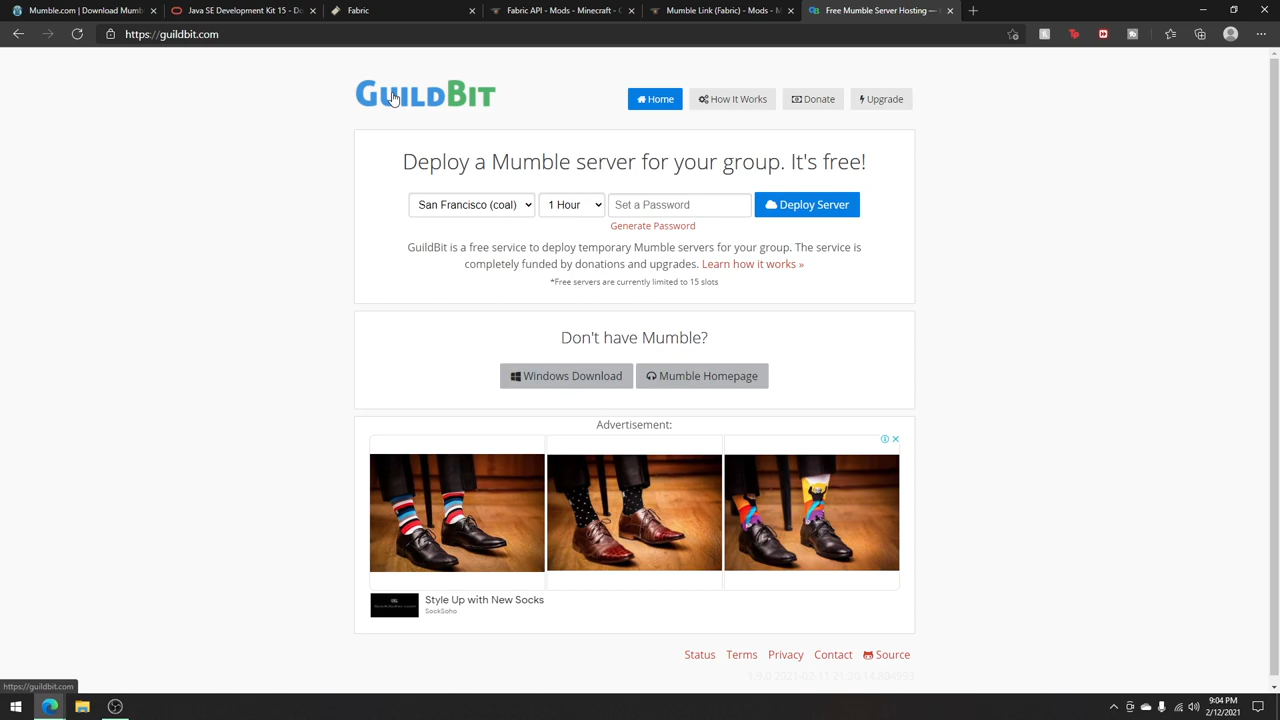 Mumble.com | Download Mumble
Java SE Development Kit 15 - D
Fabric
Fabric API - Mods - Minecraft - C
Mumble Link (Fabric) - Mods - M
Free Mumble Server Hosting -
https://guildbit.com
GUILDBIT
Home
How It Works
Donate
Upgrade
Deploy a Mumble server for your group. It's free!
San Francisco (coal)
1 Hour
Set a Password
Deploy Server
Generate Password
GuildBit is a free service to deploy temporary Mumble servers for your group. The service is
completely funded by donations and upgrades. Learn how it works »
*Free servers are currently limited to 15 slots
Don't have Mumble?
Windows Download
Mumble Homepage
Advertisement:
Style Up with New Socks
SockSoho
Status
Terms
Privacy
Contact
Source
1.9.0 2021-02-11 21:30:14.804993
https://guildbit.com
9:04 PM
2/12/2021